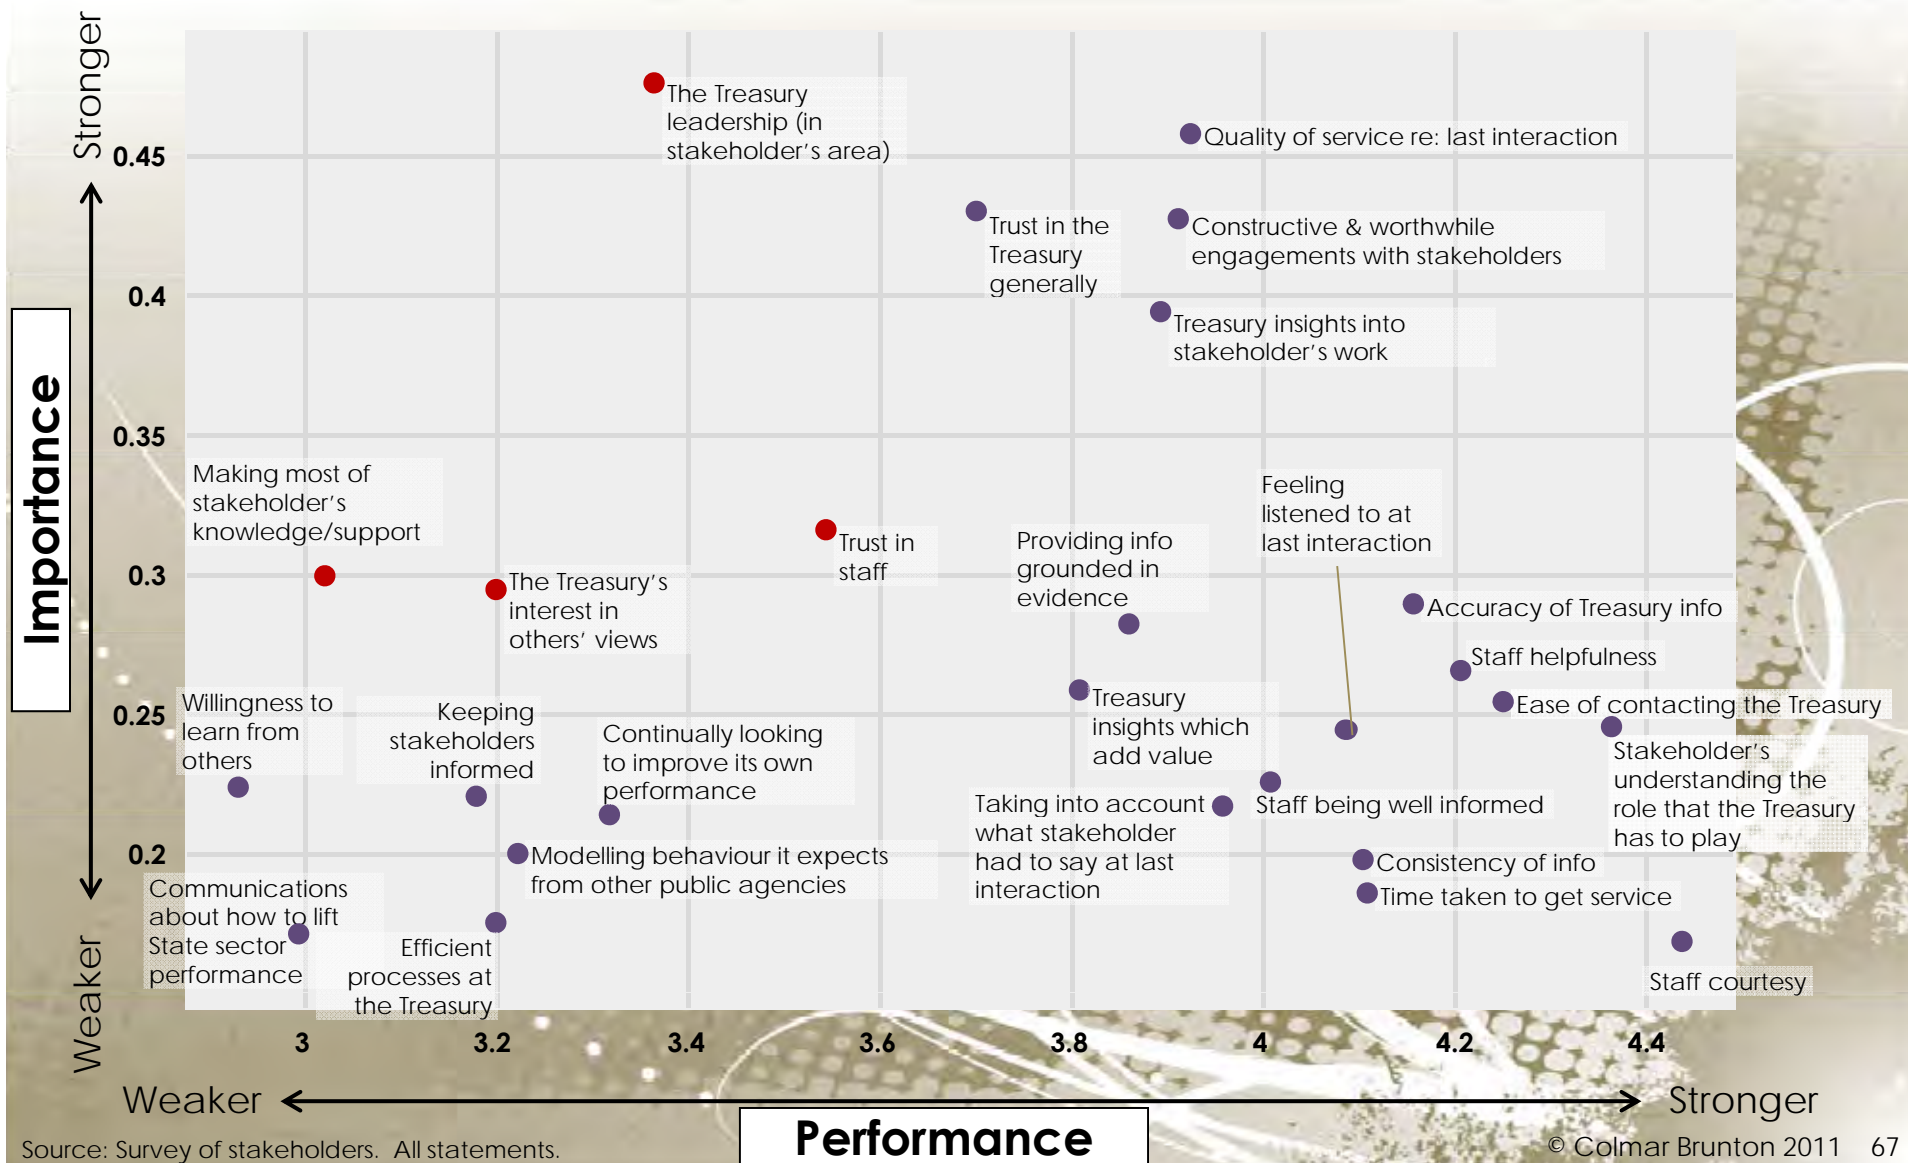 Stronger
0.45
0.4
0.35
0.3
0.25
0.2
Importance
Weaker
The Treasury
leadership (in
stakeholder's area)
Quality of service re: last interaction
Trust in the
Treasury
generally
Constructive & worthwhile
engagements with stakeholders
Treasury insights into
stakeholder's work
Making most of
stakeholder's
knowledge/support
The Treasury's
interest in
others' views
Trust in
staff
Providing info
grounded in
evidence
Feeling
listened to at
last interaction
Accuracy of Treasury info
Staff helpfulness
Ease of contacting the Treasury
Stakeholder's
understanding the
role that the Treasury
has to play
Willingness to
learn from
others
Keeping
stakeholders
informed
Continually looking
to improve its own
performance
Treasury
insights which
add value
Taking into account
what stakeholder
had to say at last
interaction
Staff being well informed
Modelling behaviour it expects
from other public agencies
Consistency of info
Time taken to get service
Communications
about how to lift
State sector
performance
Efficient
processes at
the Treasury
Staff courtesy
3
3.2
3.4
3.6
3.8
4
4.2
4.4
Weaker
Performance
Stronger
Source: Survey of stakeholders. All statements.
© Colmar Brunton 2011 67